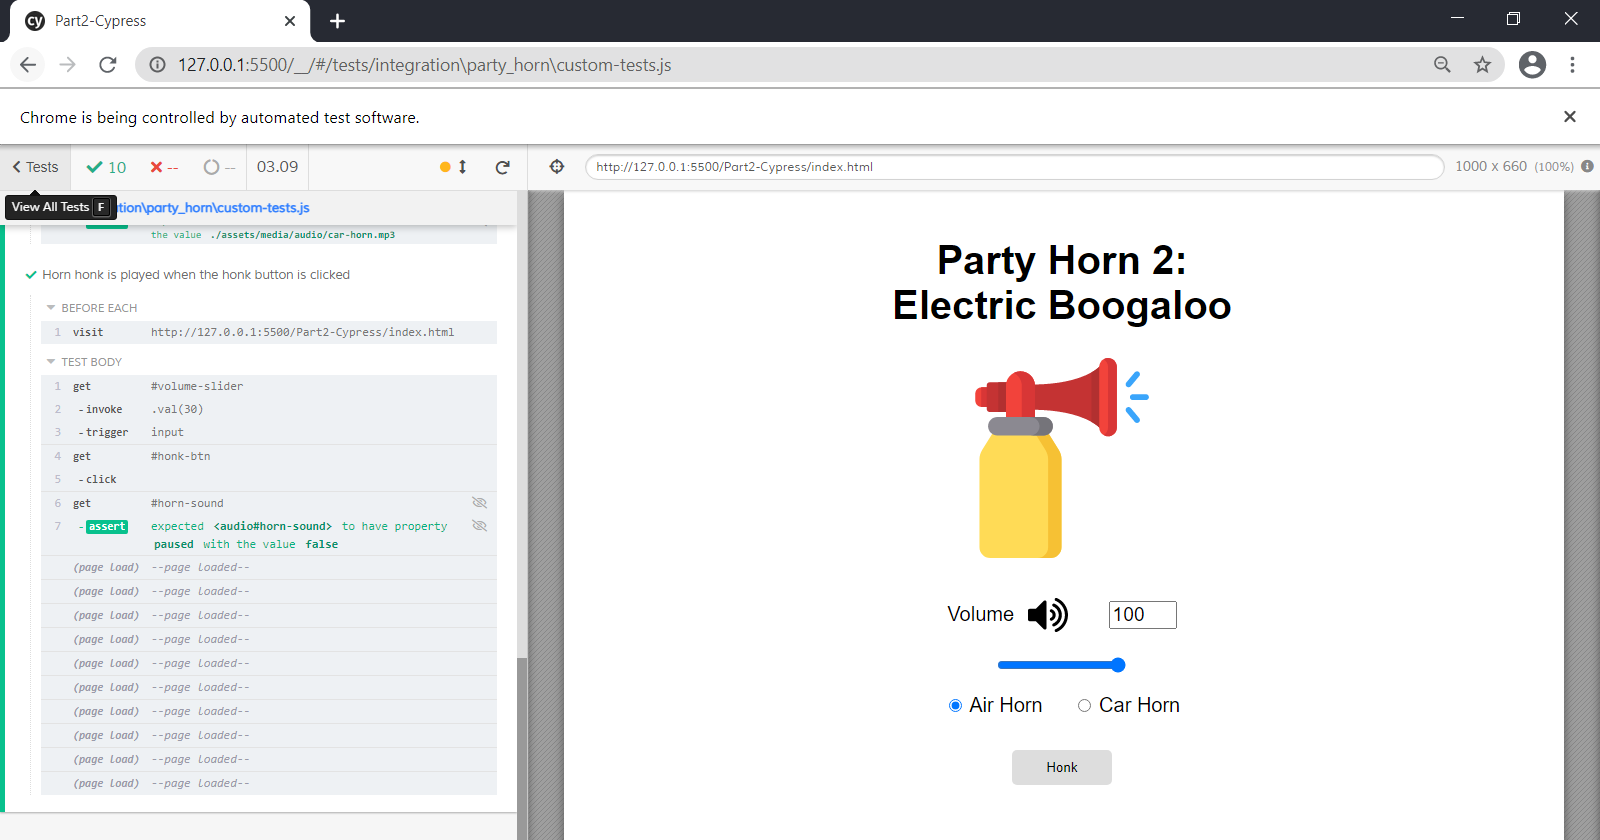 cy Part2-Cypress
127.0.0.1:5500/__/#/tests/integration\party_horn\custom-tests.js
Chrome is being controlled by automated test software.
Tests 10 -- -- 03.09
http://127.0.0.1:5500/Part2-Cypress/index.html 1000 x 660 (100%)
View All Tests F tion\party_horn\custom-tests.js
the value ./assets/media/audio/car-horn.mp3
Horn honk is played when the honk button is clicked
BEFORE EACH
1 visit http://127.0.0.1:5500/Part2-Cypress/index.html
TEST BODY
1 get #volume-slider
2 -invoke .val(30)
3 -trigger input
4 get #honk-btn
5 -click
6 get #horn-sound
7 -assert expected <audio#horn-sound> to have property
paused with the value false
(page load) --page loaded--
(page load) --page loaded--
(page load) --page loaded--
(page load) --page loaded--
(page load) --page loaded--
(page load) --page loaded--
(page load) --page loaded--
(page load) --page loaded--
(page load) --page loaded--
(page load) --page loaded--
Party Horn 2:
Electric Boogaloo
Volume 100
Air Horn Car Horn
Honk